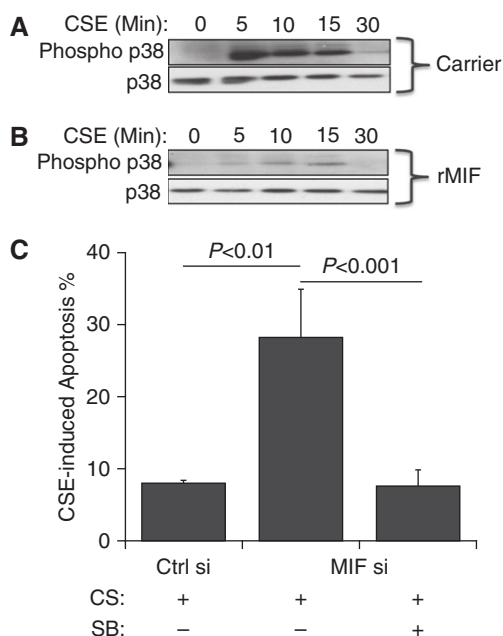 A CSE (Min): 0 5 10 15 30
Phospho p38
Carrier
p38
B CSE (Min): 0 5 10 15 30
Phospho p38
rMIF
p38
C
CSE-induced Apoptosis %
40
30
20
10
0
P<0.01
P<0.001
Ctrl si MIF si
CS: + + +
SB: – – +